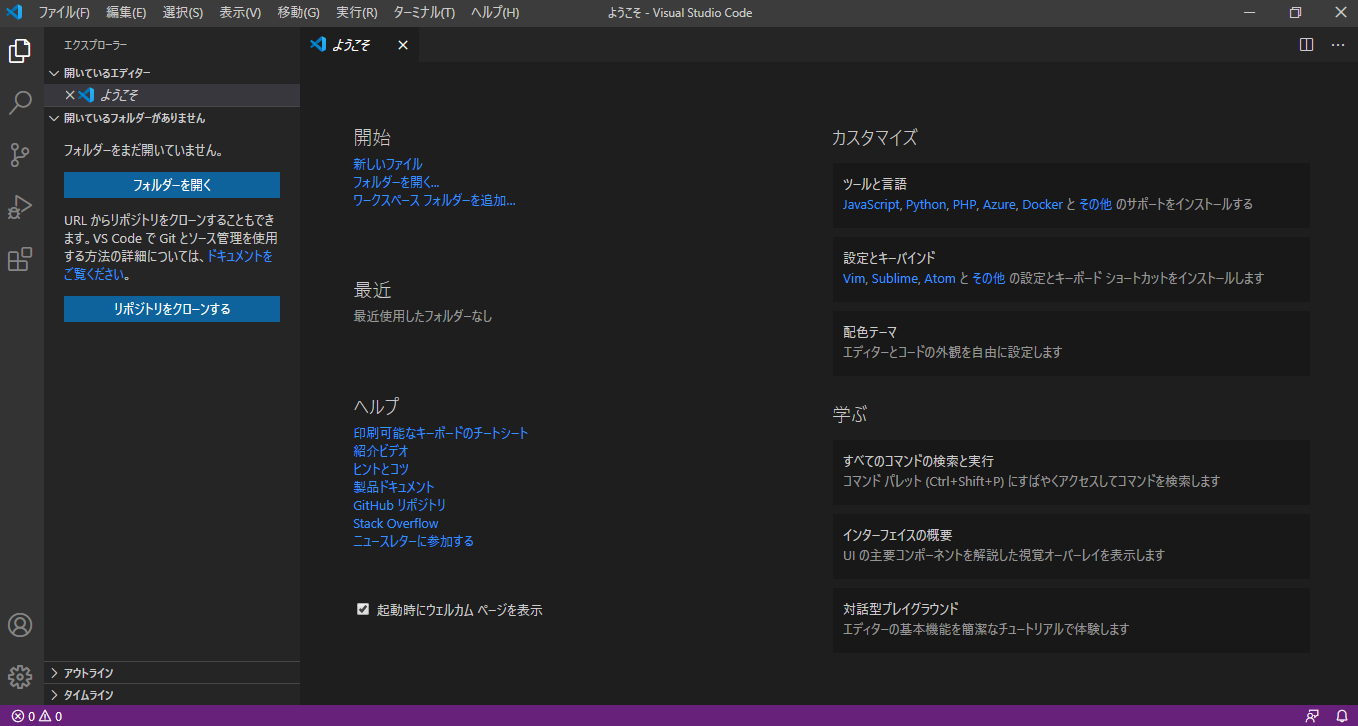 ファイル(F) 編集(E) 選択(S) 表示(V) 移動(G) 実行(R) ターミナル(T) ヘルプ(H) ようこそ - Visual Studio Code
エクスプローラー
開いているエディター
ようこそ
開いているフォルダーがありません
フォルダーをまだ開いていません。
フォルダーを開く
URL からリポジトリをクローンすることもでき
ます。VS Code で Git とソース管理を使用
する方法の詳細については、ドキュメントを
ご覧ください。
リポジトリをクローンする
アウトライン
タイムライン
ようこそ
開始
新しいファイル
フォルダーを開く...
ワークスペース フォルダーを追加...
最近
最近使用したフォルダーなし
ヘルプ
印刷可能なキーボードのチートシート
紹介ビデオ
ヒントとコツ
製品ドキュメント
GitHub リポジトリ
Stack Overflow
ニュースレターに参加する
起動時にウェルカム ページを表示
カスタマイズ
ツールと言語
JavaScript, Python, PHP, Azure, Docker と その他 のサポートをインストールする
設定とキーバインド
Vim, Sublime, Atom と その他 の設定とキーボード ショートカットをインストールします
配色テーマ
エディターとコードの外観を自由に設定します
学ぶ
すべてのコマンドの検索と実行
コマンド パレット (Ctrl+Shift+P) にすばやくアクセスしてコマンドを検索します
インターフェイスの概要
UI の主要コンポーネントを解説した視覚オーバーレイを表示します
対話型プレイグラウンド
エディターの基本機能を簡潔なチュートリアルで体験します
0 0